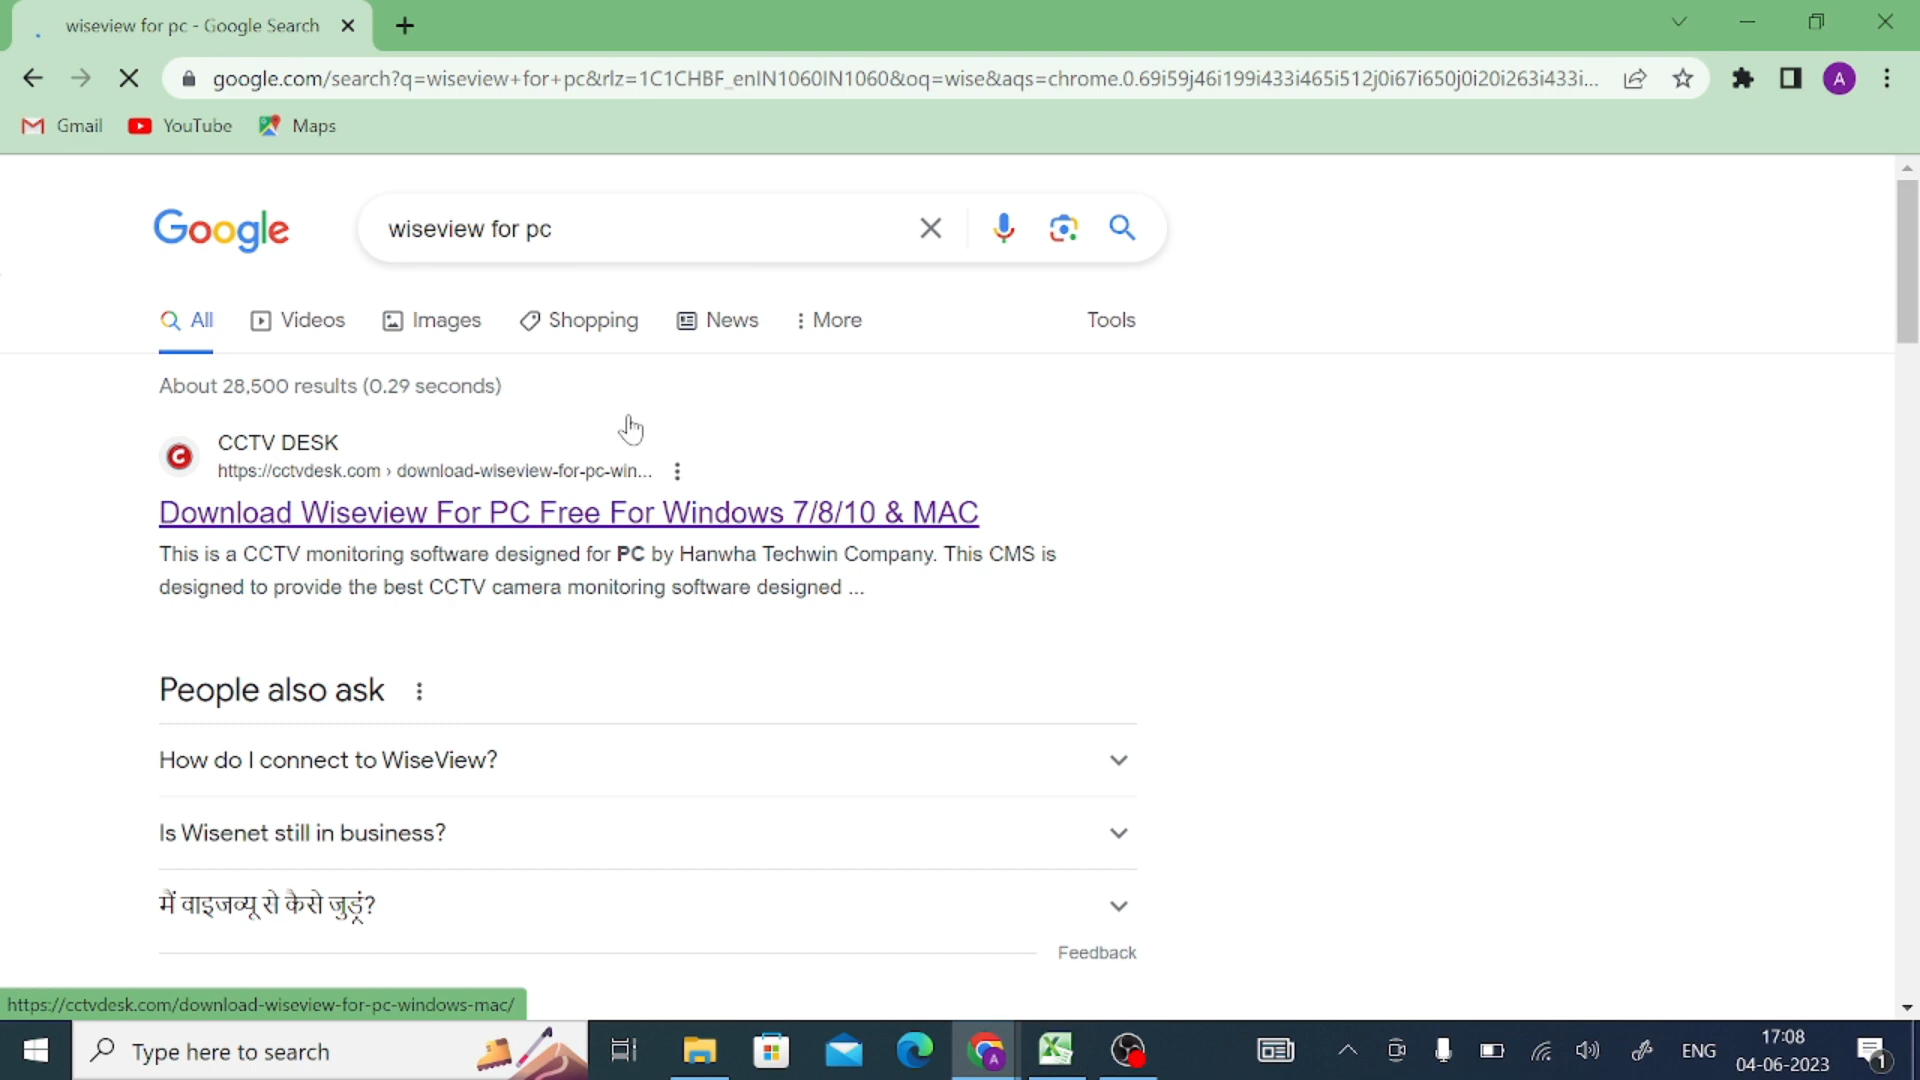 wiseview for pc - Google Search
google.com/search?q=wiseview+for+pc&rlz=1C1CHBF_enIN1060IN1060&oq=wise&aqs=chrome.0.69i59j46i199i433i465i512j0i67i650j0i20i263i433i...
A
Gmail YouTube Maps
Google
wiseview for pc
All Videos Images Shopping News More Tools
About 28,500 results (0.29 seconds)
CCTV DESK
https://cctvdesk.com › download-wiseview-for-pc-win...
Download Wiseview For PC Free For Windows 7/8/10 & MAC
This is a CCTV monitoring software designed for PC by Hanwha Techwin Company. This CMS is
designed to provide the best CCTV camera monitoring software designed ...
People also ask
How do I connect to WiseView?
Is Wisenet still in business?
मैं वाइजव्यू से कैसे जुड़ूं?
Feedback
https://cctvdesk.com/download-wiseview-for-pc-windows-mac/
Type here to search
ENG
17:08
04-06-2023
1